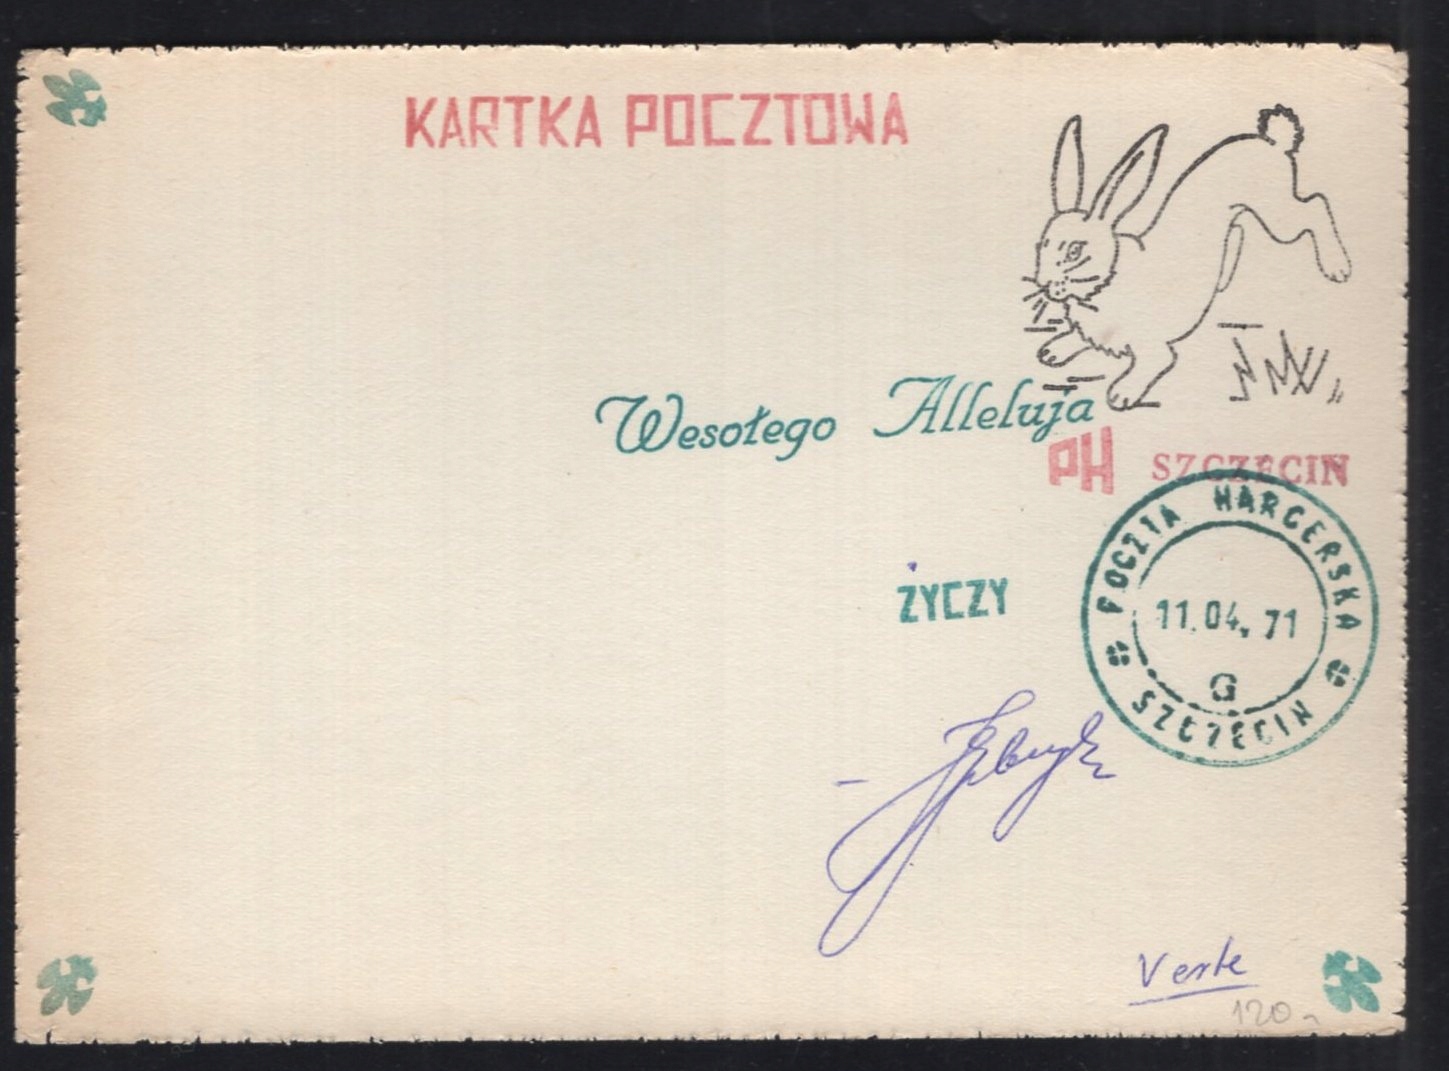 KARTKA POCZTOWA
Wesołego Alleluja
PH SZCZECIN
POCZTA HARCERSKA
11.04.71
G
SZCZECIN
ŻYCZY
Verte
120